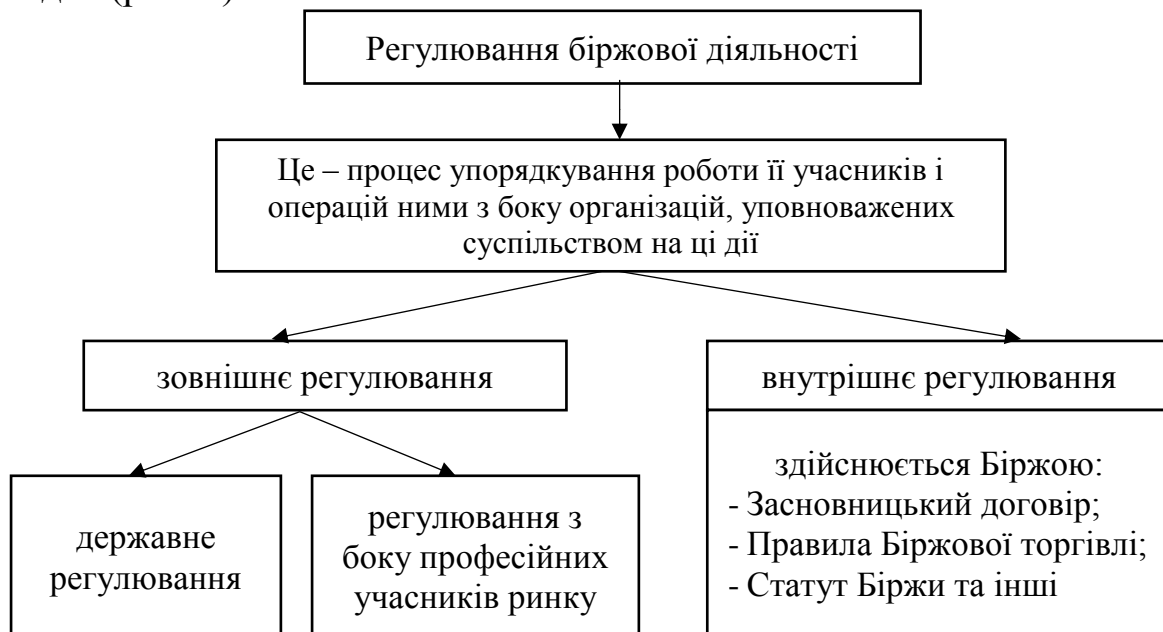 Регулювання біржової діяльності
Це – процес упорядкування роботи її учасників і
операцій ними з боку організацій, уповноважених
суспільством на ці дії
зовнішнє регулювання
внутрішнє регулювання
державне
регулювання
регулювання з
боку професійних
учасників ринку
здійснюється Біржою:
- Засновницький договір;
- Правила Біржової торгівлі;
- Статут Біржи та інші